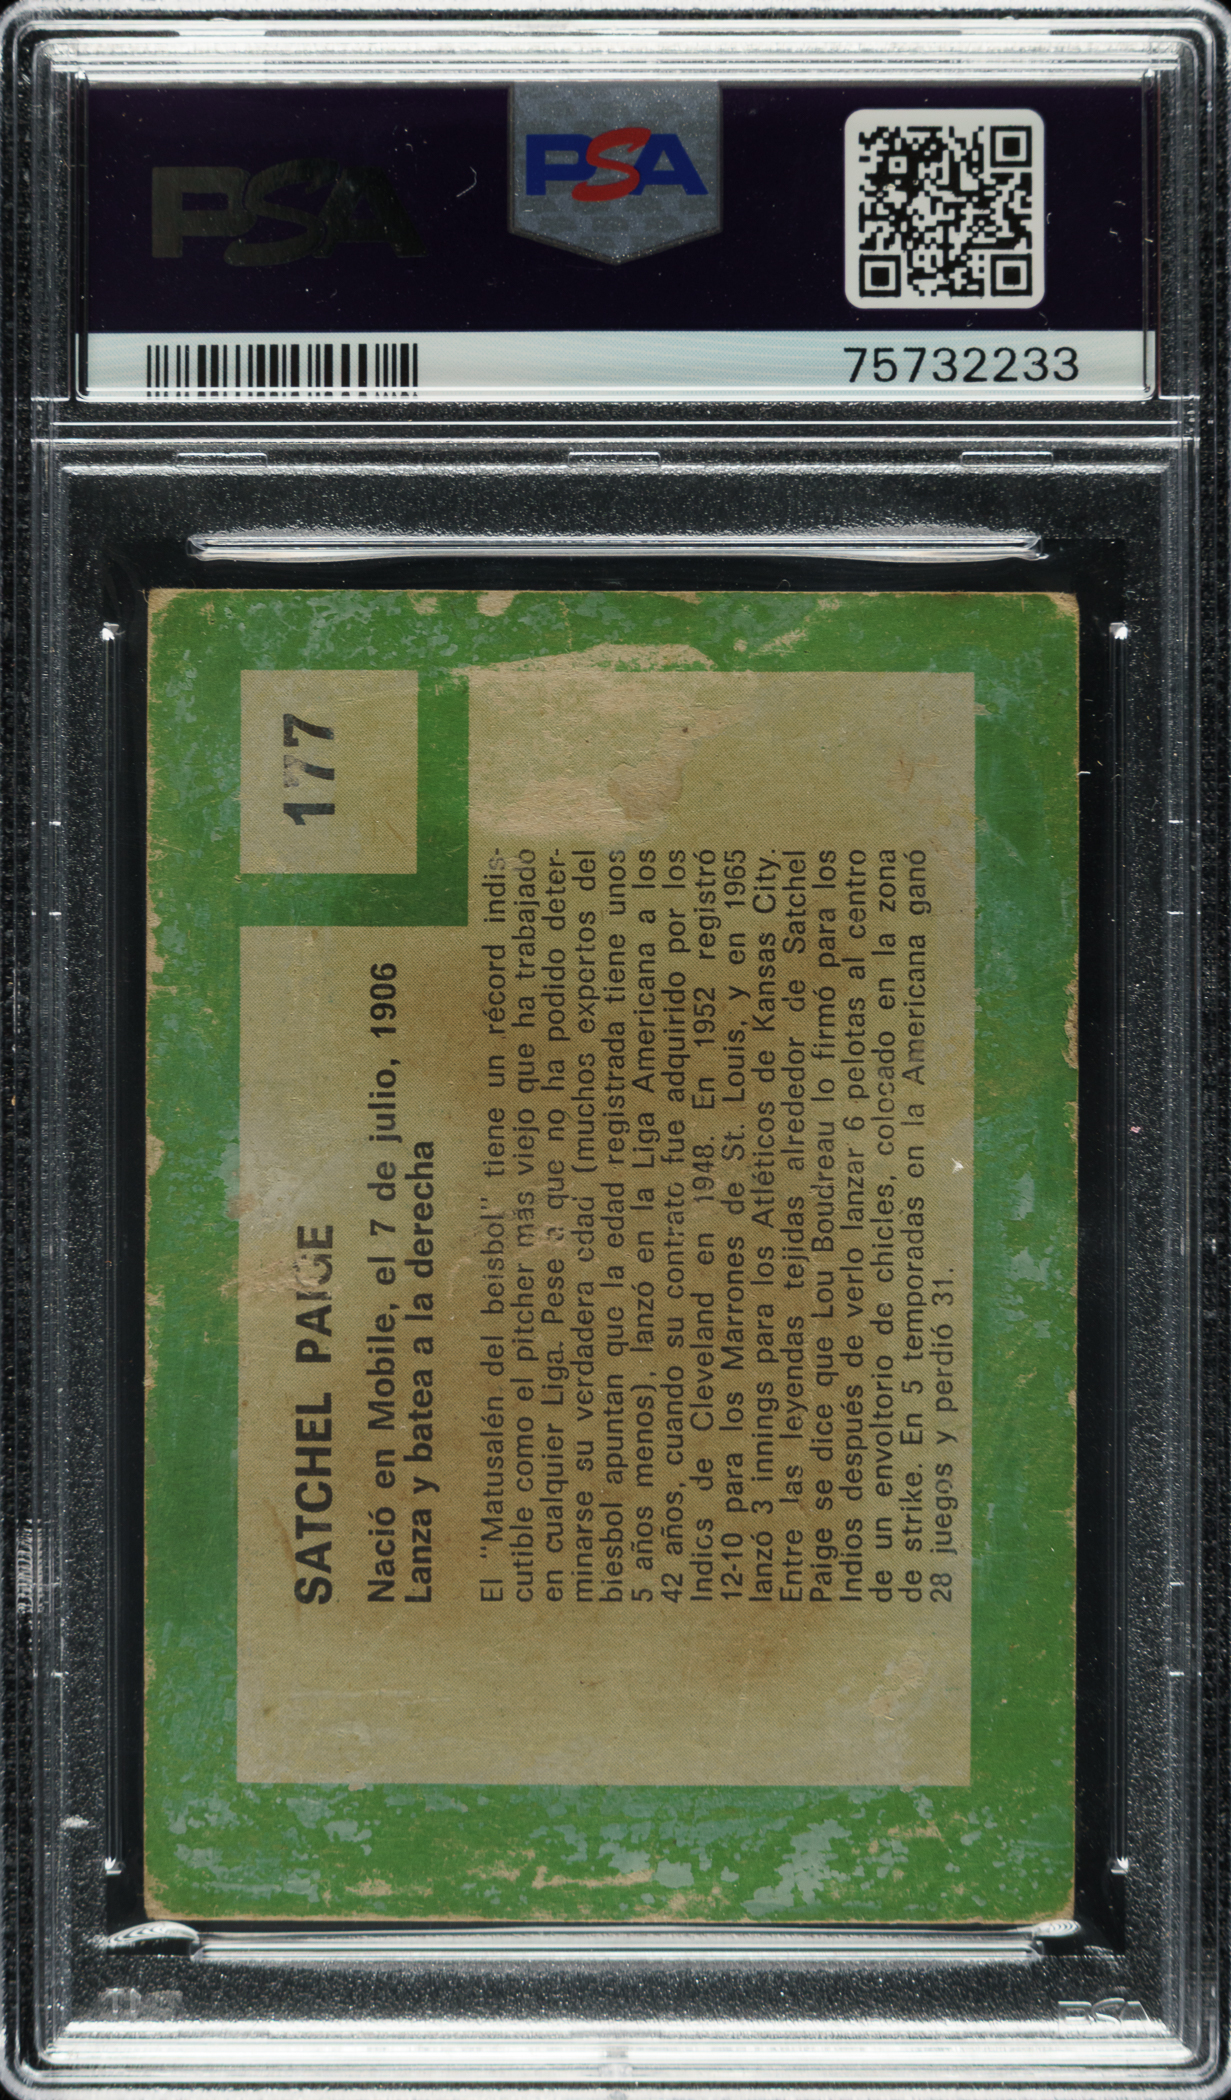 PSA
PSA
75732233
177
SATCHEL PAIGE
Nació en Mobile, el 7 de julio, 1906
Lanza y batea a la derecha
El "Matusalén del beisbol" tiene un récord indis-
cutible como el pitcher más viejo que ha trabajado
en cualquier Liga. Pese a que no ha podido deter-
minarse su verdadera edad (muchos expertos del
biesbol apuntan que la edad registrada tiene unos
5 años menos), lanzó en la Liga Americana a los
42 años, cuando su contrato fue adquirido por los
Indios de Cleveland en 1948. En 1952 registró
12-10 para los Marrones de St. Louis, y en 1965
lanzó 3 innings para los Atléticos de Kansas City.
Entre las leyendas tejidas alrededor de Satchel
Paige se dice que Lou Boudreau lo firmó para los
Indios después de verlo lanzar 6 pelotas al centro
de un envoltorio de chicles, colocado en la zona
de strike. En 5 temporadas en la Americana ganó
28 juegos y perdió 31.
PSA